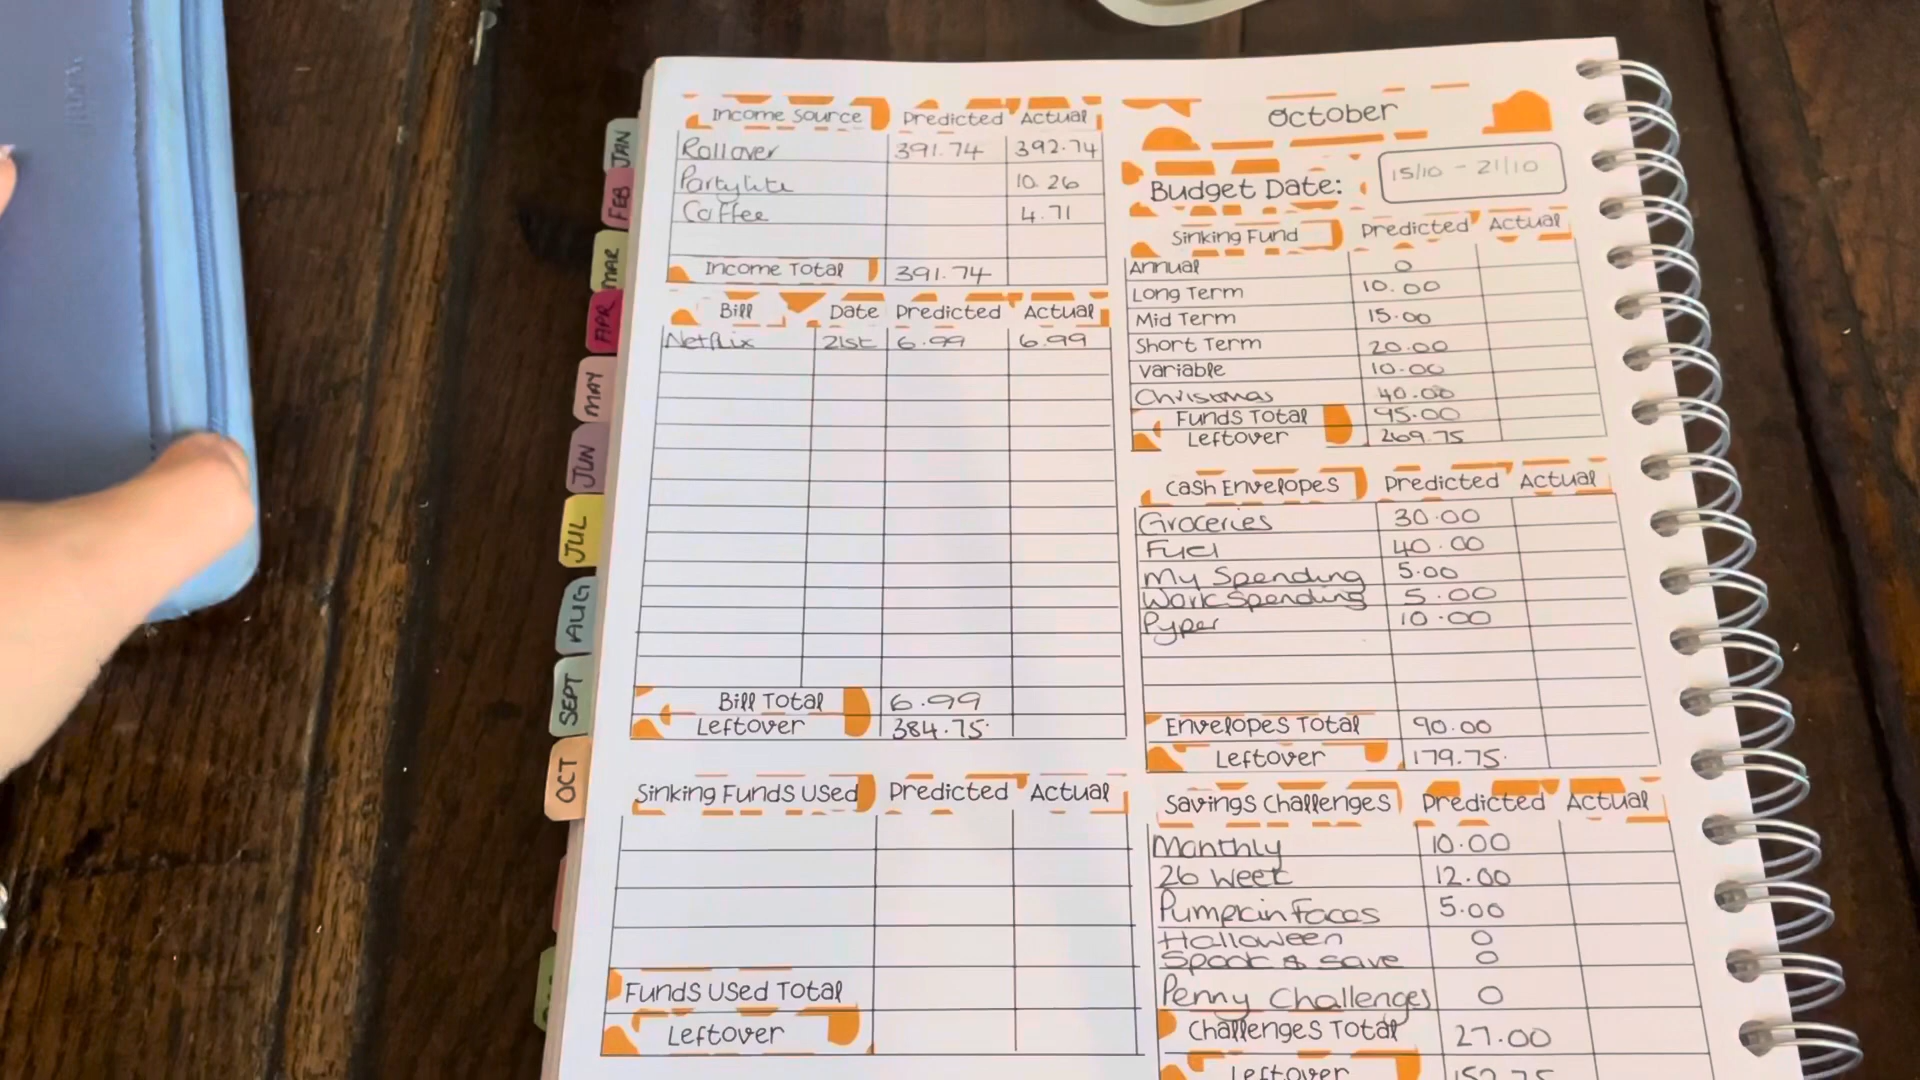 Income Source Predicted Actual
Rollover 391.74 392.74
Partylite 10.26
Coffee 4.71
Income Total 391.74
Bill Date Predicted Actual
Netflix 21st 6.99 6.99
Bill Total 6.99
Leftover 384.75
Sinking Funds Used Predicted Actual
Funds Used Total
Leftover
October
Budget Date: 15/10 - 21/10
Sinking Fund Predicted Actual
Annual 0
Long Term 10.00
Mid Term 15.00
Short Term 20.00
Variable 10.00
Christmas 40.00
Funds Total 95.00
Leftover 269.75
Cash Envelopes Predicted Actual
Groceries 30.00
Fuel 40.00
My Spending 5.00
Work Spending 5.00
Pyper 10.00
Envelopes Total 90.00
Leftover 179.75
Savings Challenges Predicted Actual
Monthly 10.00
26 week 12.00
Pumpkin Faces 5.00
Halloween 0
Spook & Save 0
Penny Challenges 0
Challenges Total 27.00
Leftover 152.75
JAN
FEB
MAR
APR
MAY
JUN
JUL
AUG
SEPT
OCT